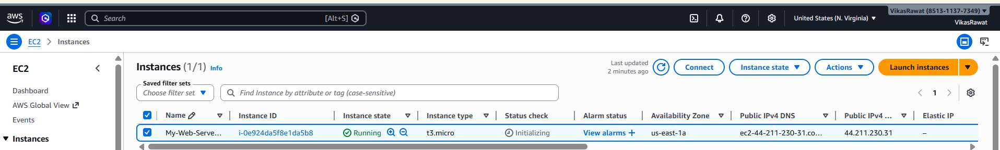 aws
Search [Alt+S]
United States (N. Virginia)
VikasRawat (8513-1137-7349)
VikasRawat
EC2 Instances
EC2
Dashboard
AWS Global View
Events
Instances
Instances (1/1) Info
Last updated
2 minutes ago
Connect Instance state Actions Launch instances
Saved filter sets
Choose filter set Find Instance by attribute or tag (case-sensitive) 1
Name Instance ID Instance state Instance type Status check Alarm status Availability Zone Public IPv4 DNS Public IPv4 ... Elastic IP
My-Web-Serve... i-0e924da5f8e1da5b8 Running t3.micro Initializing View alarms + us-east-1a ec2-44-211-230-31.co... 44.211.230.31 –